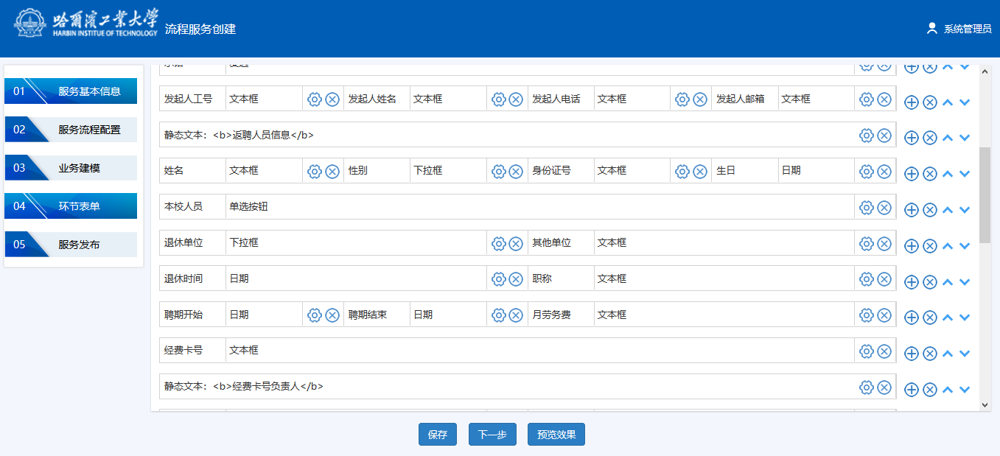 哈尔滨工业大学
HARBIN INSTITUE OF TECHNOLOGY
流程服务创建
系统管理员
01 服务基本信息
02 服务流程配置
03 业务建模
04 环节表单
05 服务发布
发起人工号 文本框 发起人姓名 文本框 发起人电话 文本框 发起人邮箱 文本框
静态文本: <b>返聘人员信息</b>
姓名 文本框 性别 下拉框 身份证号 文本框 生日 日期
本校人员 单选按钮
退休单位 下拉框 其他单位 文本框
退休时间 日期 职称 文本框
聘期开始 日期 聘期结束 日期 月劳务费 文本框
经费卡号 文本框
静态文本: <b>经费卡号负责人</b>
保存 下一步 预览效果